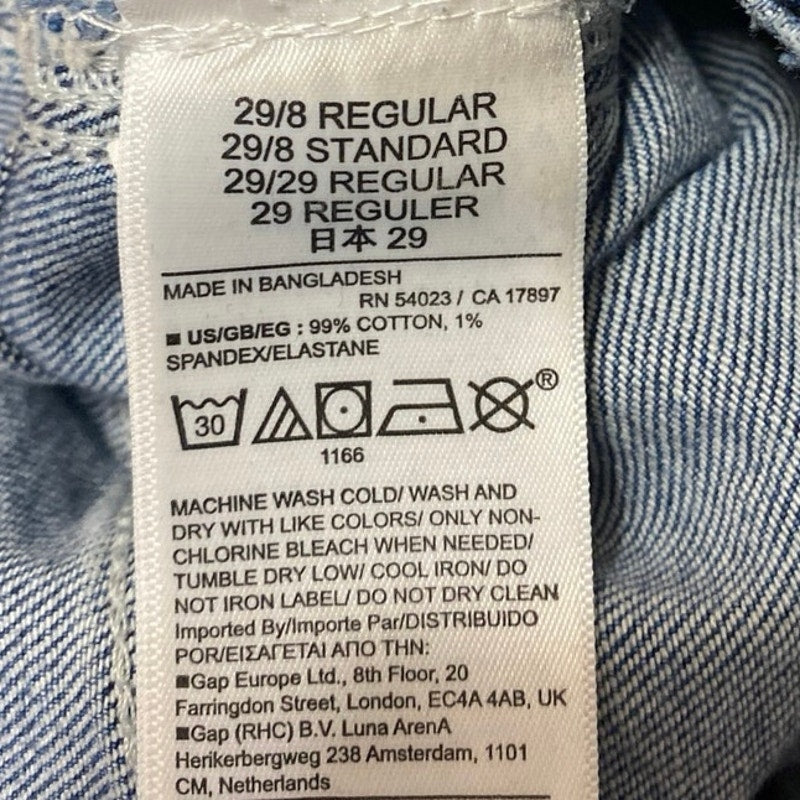 29/8 REGULAR
29/8 STANDARD
29/29 REGULAR
29 REGULER
日本 29
MADE IN BANGLADESH
RN 54023 / CA 17897
■ US/GB/EG : 99% COTTON, 1%
SPANDEX/ELASTANE
30
®
1166
MACHINE WASH COLD/ WASH AND
DRY WITH LIKE COLORS/ ONLY NON-
CHLORINE BLEACH WHEN NEEDED/
TUMBLE DRY LOW/ COOL IRON/ DO
NOT IRON LABEL/ DO NOT DRY CLEAN
Imported By/Importe Par/DISTRIBUIDO
POR/ΕΙΣΑΓΕΤΑΙ ΑΠΟ ΤΗΝ:
■Gap Europe Ltd., 8th Floor, 20
Farringdon Street, London, EC4A 4AB, UK
■Gap (RHC) B.V. Luna ArenA
Herikerbergweg 238 Amsterdam, 1101
CM, Netherlands